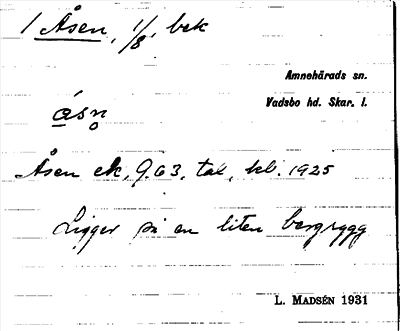 1 Åsen, 1/8, bek
Amnehärads sn.
Vadsbo hd. Skar. l.
åsn̥
Åsen ek, 9.63, tal, kb. 1925
Ligger på en liten bergrygg
L. MADSÉN 1931